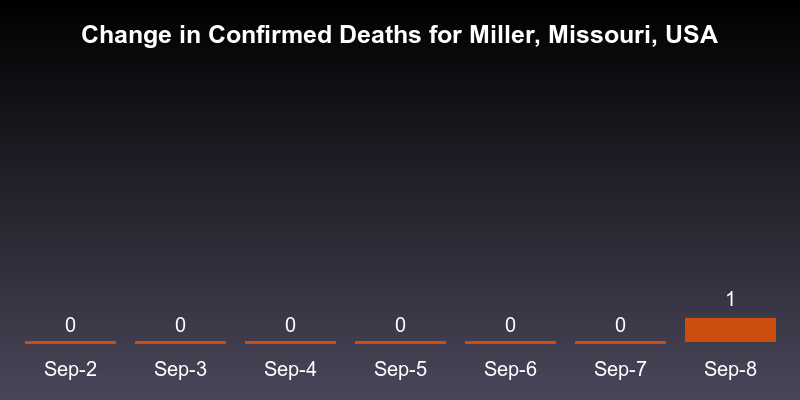 Change in Confirmed Deaths for Miller, Missouri, USA
0 0 0 0 0 0 1
Sep-2 Sep-3 Sep-4 Sep-5 Sep-6 Sep-7 Sep-8